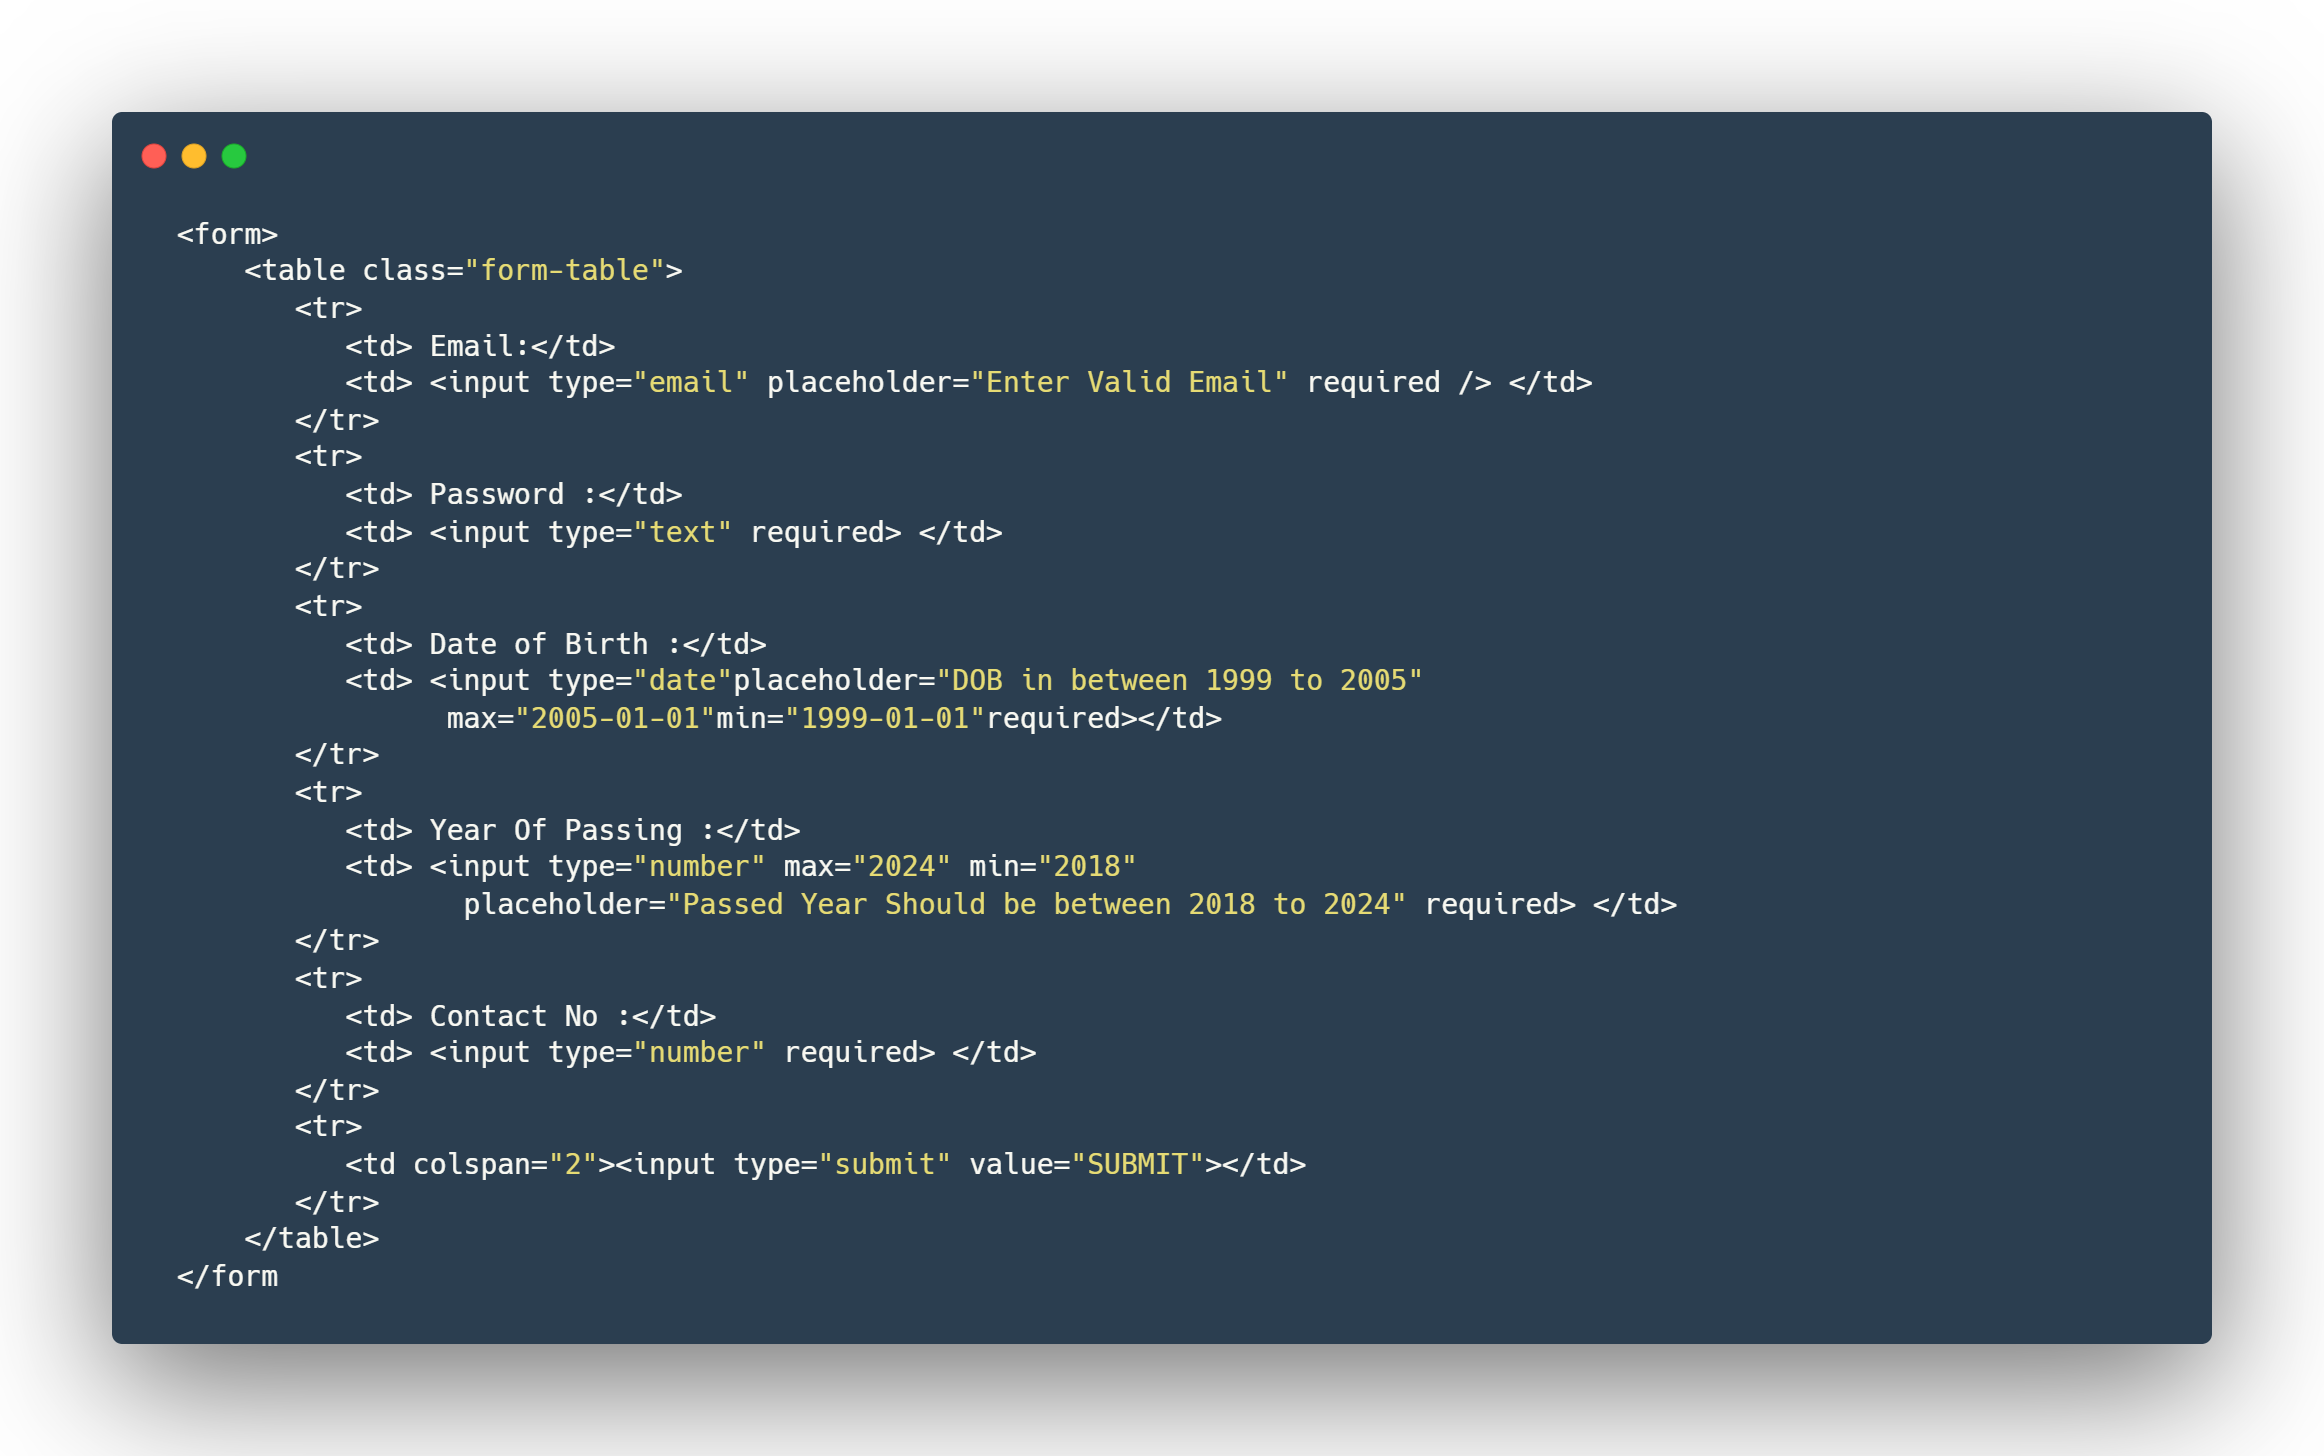 <form>
    <table class="form-table">
       <tr>
          <td> Email:</td>
          <td> <input type="email" placeholder="Enter Valid Email" required /> </td>
       </tr>
       <tr>
          <td> Password :</td>
          <td> <input type="text" required> </td>
       </tr>
       <tr>
          <td> Date of Birth :</td>
          <td> <input type="date"placeholder="DOB in between 1999 to 2005"
                max="2005-01-01"min="1999-01-01"required></td>
       </tr>
       <tr>
          <td> Year Of Passing :</td>
          <td> <input type="number" max="2024" min="2018"
                 placeholder="Passed Year Should be between 2018 to 2024" required> </td>
       </tr>
       <tr>
          <td> Contact No :</td>
          <td> <input type="number" required> </td>
       </tr>
       <tr>
          <td colspan="2"><input type="submit" value="SUBMIT"></td>
       </tr>
    </table>
</form